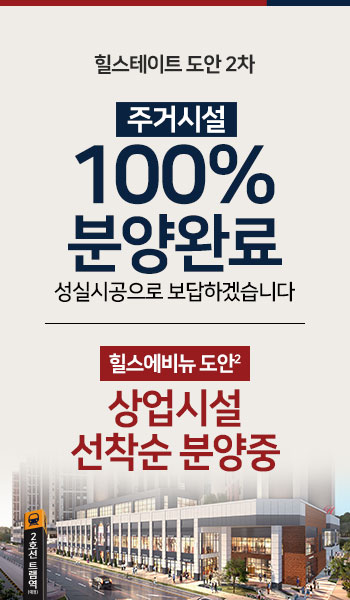 힐스테이트 도안 2차
주거시설
100%
분양완료
성실시공으로 보답하겠습니다
힐스에비뉴 도안²
상업시설
선착순 분양중
2호선 트램역
(예정)